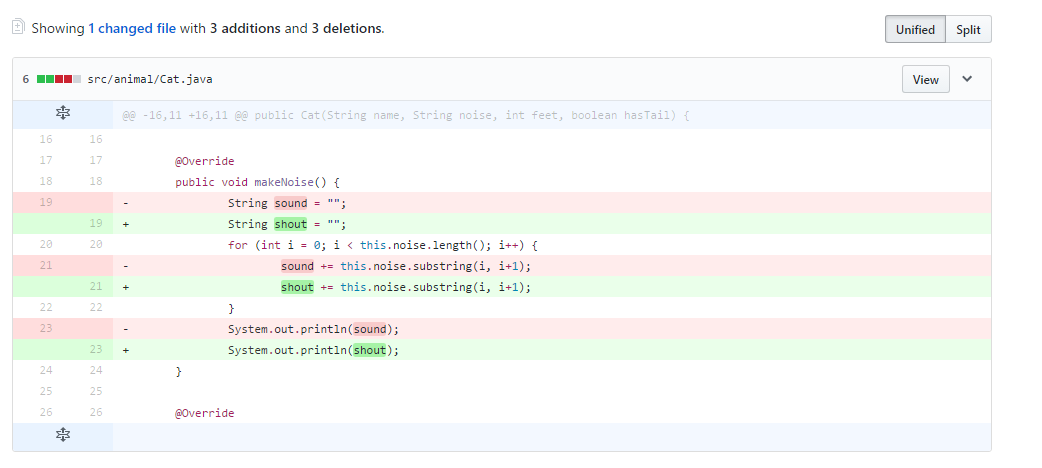 Showing 1 changed file with 3 additions and 3 deletions.
Unified Split
6 src/animal/Cat.java View
@@ -16,11 +16,11 @@ public Cat(String name, String noise, int feet, boolean hasTail) {
16 16
17 17 @Override
18 18 public void makeNoise() {
19 - String sound = "";
19 + String shout = "";
20 20 for (int i = 0; i < this.noise.length(); i++) {
21 - sound += this.noise.substring(i, i+1);
21 + shout += this.noise.substring(i, i+1);
22 22 }
23 - System.out.println(sound);
23 + System.out.println(shout);
24 24 }
25 25
26 26 @Override